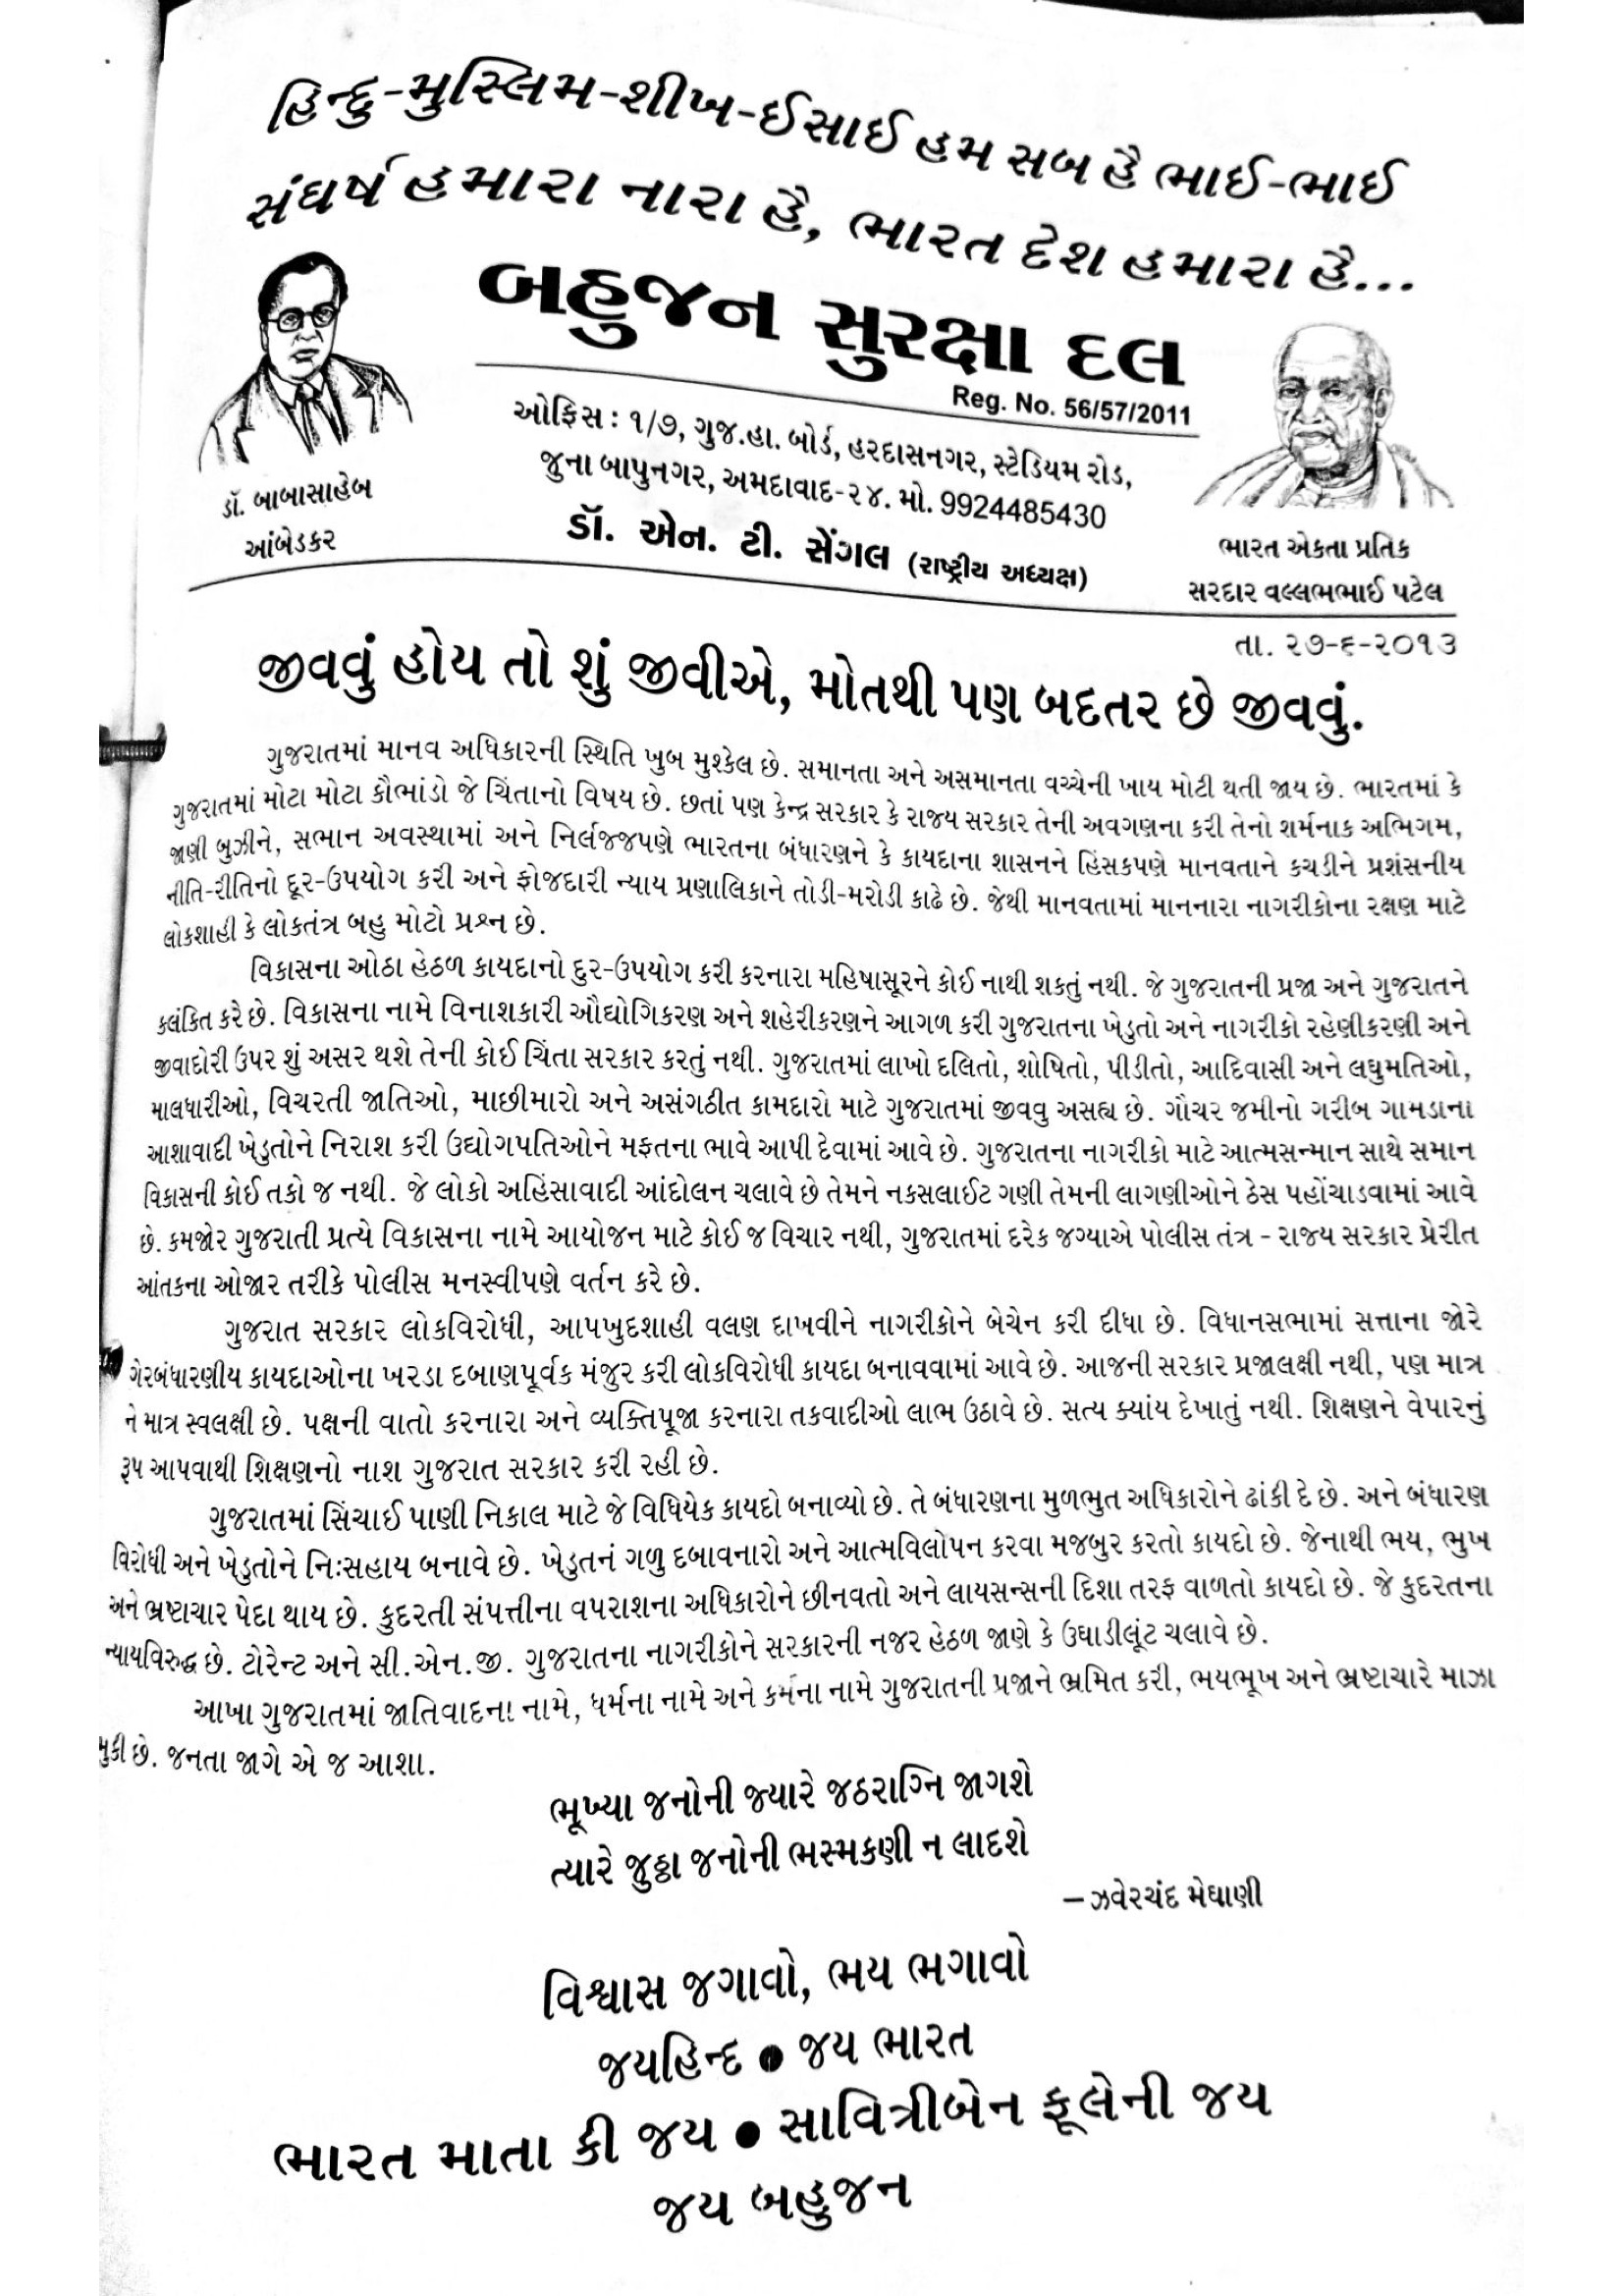 હિન્દુ-મુસ્લિમ-શીખ-ઈસાઈ હમ સબ હૈ ભાઈ-ભાઈ
સંઘર્ષ હમારા નારા હૈ, ભારત દેશ હમારા હૈ...
બહુજન સુરક્ષા દલ
Reg. No. 56/57/2011
ઓફિસ : ૧/૭, ગુજ.હા. બોર્ડ, હરદાસનગર, સ્ટેડિયમ રોડ,
જુના બાપુનગર, અમદાવાદ-૨૪. મો. 9924485430
ડૉ. એન. ટી. સેંગલ (રાષ્ટ્રીય અધ્યક્ષ)
ડૉ. બાબાસાહેબ
આંબેડકર
ભારત એકતા પ્રતિક
સરદાર વલ્લભભાઈ પટેલ
તા. ૨૭-૬-૨૦૧૩
જીવવું હોય તો શું જીવીએ, મોતથી પણ બદતર છે જીવવું.
ગુજરાતમાં માનવ અધિકારની સ્થિતિ ખુબ મુશ્કેલ છે. સમાનતા અને અસમાનતા વચ્ચેની ખાય મોટી થતી જાય છે. ભારતમાં કે
ગુજરાતમાં મોટા મોટા કૌભાંડો જે ચિંતાનો વિષય છે. છતાં પણ કેન્દ્ર સરકાર કે રાજ્ય સરકાર તેની અવગણના કરી તેનો શર્મનાક અભિગમ,
જાણી બુઝીને, સભાન અવસ્થામાં અને નિર્લજ્જપણે ભારતના બંધારણને કે કાયદાના શાસનને હિંસકપણે માનવતાને કચડીને પ્રશંસનીય
નીતિ-રીતિનો દૂર-ઉપયોગ કરી અને ફોજદારી ન્યાય પ્રણાલિકાને તોડી-મરોડી કાઢે છે. જેથી માનવતામાં માનનારા નાગરીકોના રક્ષણ માટે
લોકશાહી કે લોકતંત્ર બહુ મોટો પ્રશ્ન છે.
વિકાસના ઓઠા હેઠળ કાયદાનો દુર-ઉપયોગ કરી કરનારા મહિષાસૂરને કોઈ નાથી શકતું નથી. જે ગુજરાતની પ્રજા અને ગુજરાતને
કલંકિત કરે છે. વિકાસના નામે વિનાશકારી ઔદ્યોગિકરણ અને શહેરીકરણને આગળ કરી ગુજરાતના ખેડુતો અને નાગરીકો રહેણીકરણી અને
જીવાદોરી ઉપર શું અસર થશે તેની કોઈ ચિંતા સરકાર કરતું નથી. ગુજરાતમાં લાખો દલિતો, શોષિતો, પીડીતો, આદિવાસી અને લઘુમતિઓ,
માલધારીઓ, વિચરતી જાતિઓ, માછીમારો અને અસંગઠીત કામદારો માટે ગુજરાતમાં જીવવુ અસહ્ય છે. ગૌચર જમીનો ગરીબ ગામડાના
આશાવાદી ખેડુતોને નિરાશ કરી ઉદ્યોગપતિઓને મફતના ભાવે આપી દેવામાં આવે છે. ગુજરાતના નાગરીકો માટે આત્મસન્માન સાથે સમાન
વિકાસની કોઈ તકો જ નથી. જે લોકો અહિંસાવાદી આંદોલન ચલાવે છે તેમને નકસલાઈટ ગણી તેમની લાગણીઓને ઠેસ પહોંચાડવામાં આવે
છે. કમજોર ગુજરાતી પ્રત્યે વિકાસના નામે આયોજન માટે કોઈ જ વિચાર નથી, ગુજરાતમાં દરેક જગ્યાએ પોલીસ તંત્ર - રાજ્ય સરકાર પ્રેરીત
આંતકના ઓજાર તરીકે પોલીસ મનસ્વીપણે વર્તન કરે છે.
ગુજરાત સરકાર લોકવિરોધી, આપખુદશાહી વલણ દાખવીને નાગરીકોને બેચેન કરી દીધા છે. વિધાનસભામાં સત્તાના જોરે
ગેરબંધારણીય કાયદાઓના ખરડા દબાણપૂર્વક મંજુર કરી લોકવિરોધી કાયદા બનાવવામાં આવે છે. આજની સરકાર પ્રજાલક્ષી નથી, પણ માત્ર
ને માત્ર સ્વલક્ષી છે. પક્ષની વાતો કરનારા અને વ્યક્તિપૂજા કરનારા તકવાદીઓ લાભ ઉઠાવે છે. સત્ય ક્યાંય દેખાતું નથી. શિક્ષણને વેપારનું
રૂપ આપવાથી શિક્ષણનો નાશ ગુજરાત સરકાર કરી રહી છે.
ગુજરાતમાં સિંચાઈ પાણી નિકાલ માટે જે વિધિયેક કાયદો બનાવ્યો છે. તે બંધારણના મુળભુત અધિકારોને ઢાંકી દે છે. અને બંધારણ
વિરોધી અને ખેડુતોને નિઃસહાય બનાવે છે. ખેડુતનં ગળુ દબાવનારો અને આત્મવિલોપન કરવા મજબુર કરતો કાયદો છે. જેનાથી ભય, ભુખ
અને ભ્રષ્ટાચાર પેદા થાય છે. કુદરતી સંપત્તીના વપરાશના અધિકારોને છીનવતો અને લાયસન્સની દિશા તરફ વાળતો કાયદો છે. જે કુદરતના
ન્યાયવિરુદ્ધ છે. ટોરેન્ટ અને સી.એન.જી. ગુજરાતના નાગરીકોને સરકારની નજર હેઠળ જાણે કે ઉઘાડીલૂંટ ચલાવે છે.
આખા ગુજરાતમાં જાતિવાદના નામે, ધર્મના નામે અને કર્મના નામે ગુજરાતની પ્રજાને ભ્રમિત કરી, ભયભૂખ અને ભ્રષ્ટાચારે માઝા
મુકી છે. જનતા જાગે એ જ આશા.
ભૂખ્યા જનોની જ્યારે જઠરાગ્નિ જાગશે
ત્યારે જુઠ્ઠા જનોની ભસ્મકણી ન લાદશે
– ઝવેરચંદ મેઘાણી
વિશ્વાસ જગાવો, ભય ભગાવો
જયહિન્દ ● જય ભારત
ભારત માતા કી જય ● સાવિત્રીબેન ફૂલેની જય
જય બહુજન